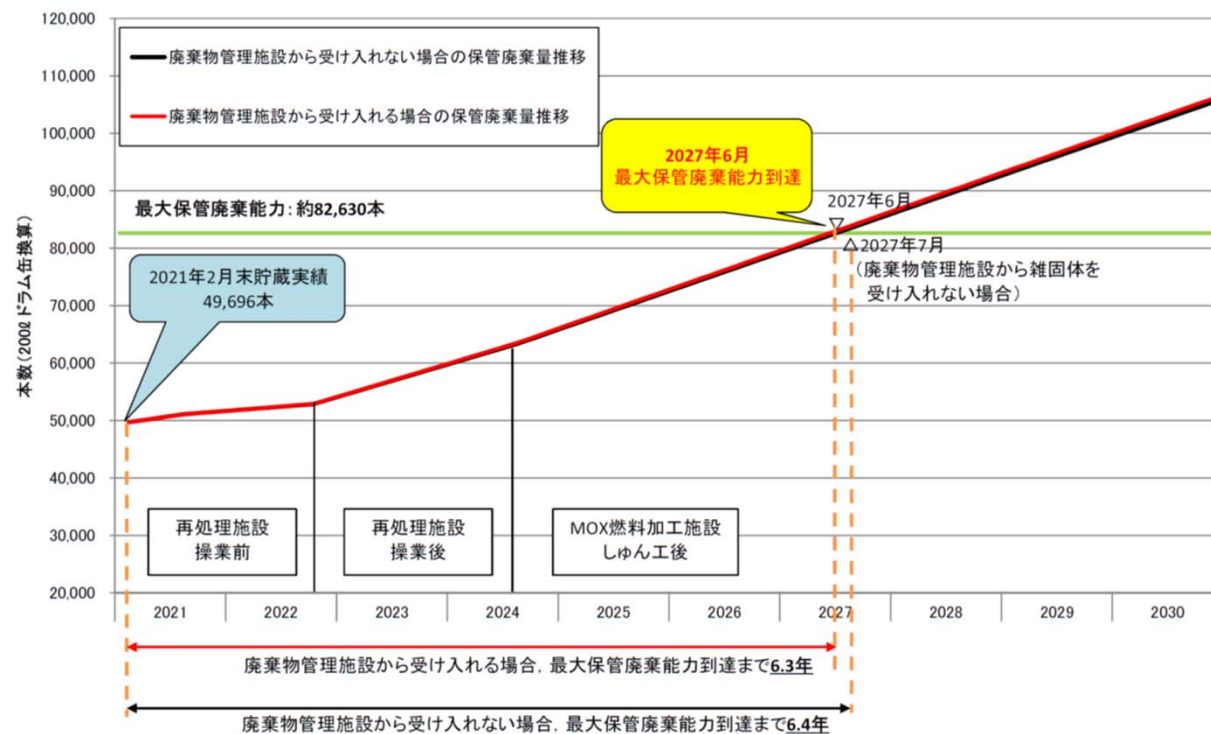 120,000
110,000
100,000
90,000
80,000
70,000
60,000
50,000
40,000
30,000
20,000
本数(200ℓドラム缶換算)
廃棄物管理施設から受け入れない場合の保管廃棄量推移
廃棄物管理施設から受け入れる場合の保管廃棄量推移
2027年6月
最大保管廃棄能力到達
最大保管廃棄能力:約82,630本
2027年6月
▽
△2027年7月
(廃棄物管理施設から雑固体を
受け入れない場合)
2021年2月末貯蔵実績
49,696本
再処理施設
操業前
再処理施設
操業後
MOX燃料加工施設
しゅん工後
2021 2022 2023 2024 2025 2026 2027 2028 2029 2030
廃棄物管理施設から受け入れる場合,最大保管廃棄能力到達まで6.3年
廃棄物管理施設から受け入れない場合,最大保管廃棄能力到達まで6.4年